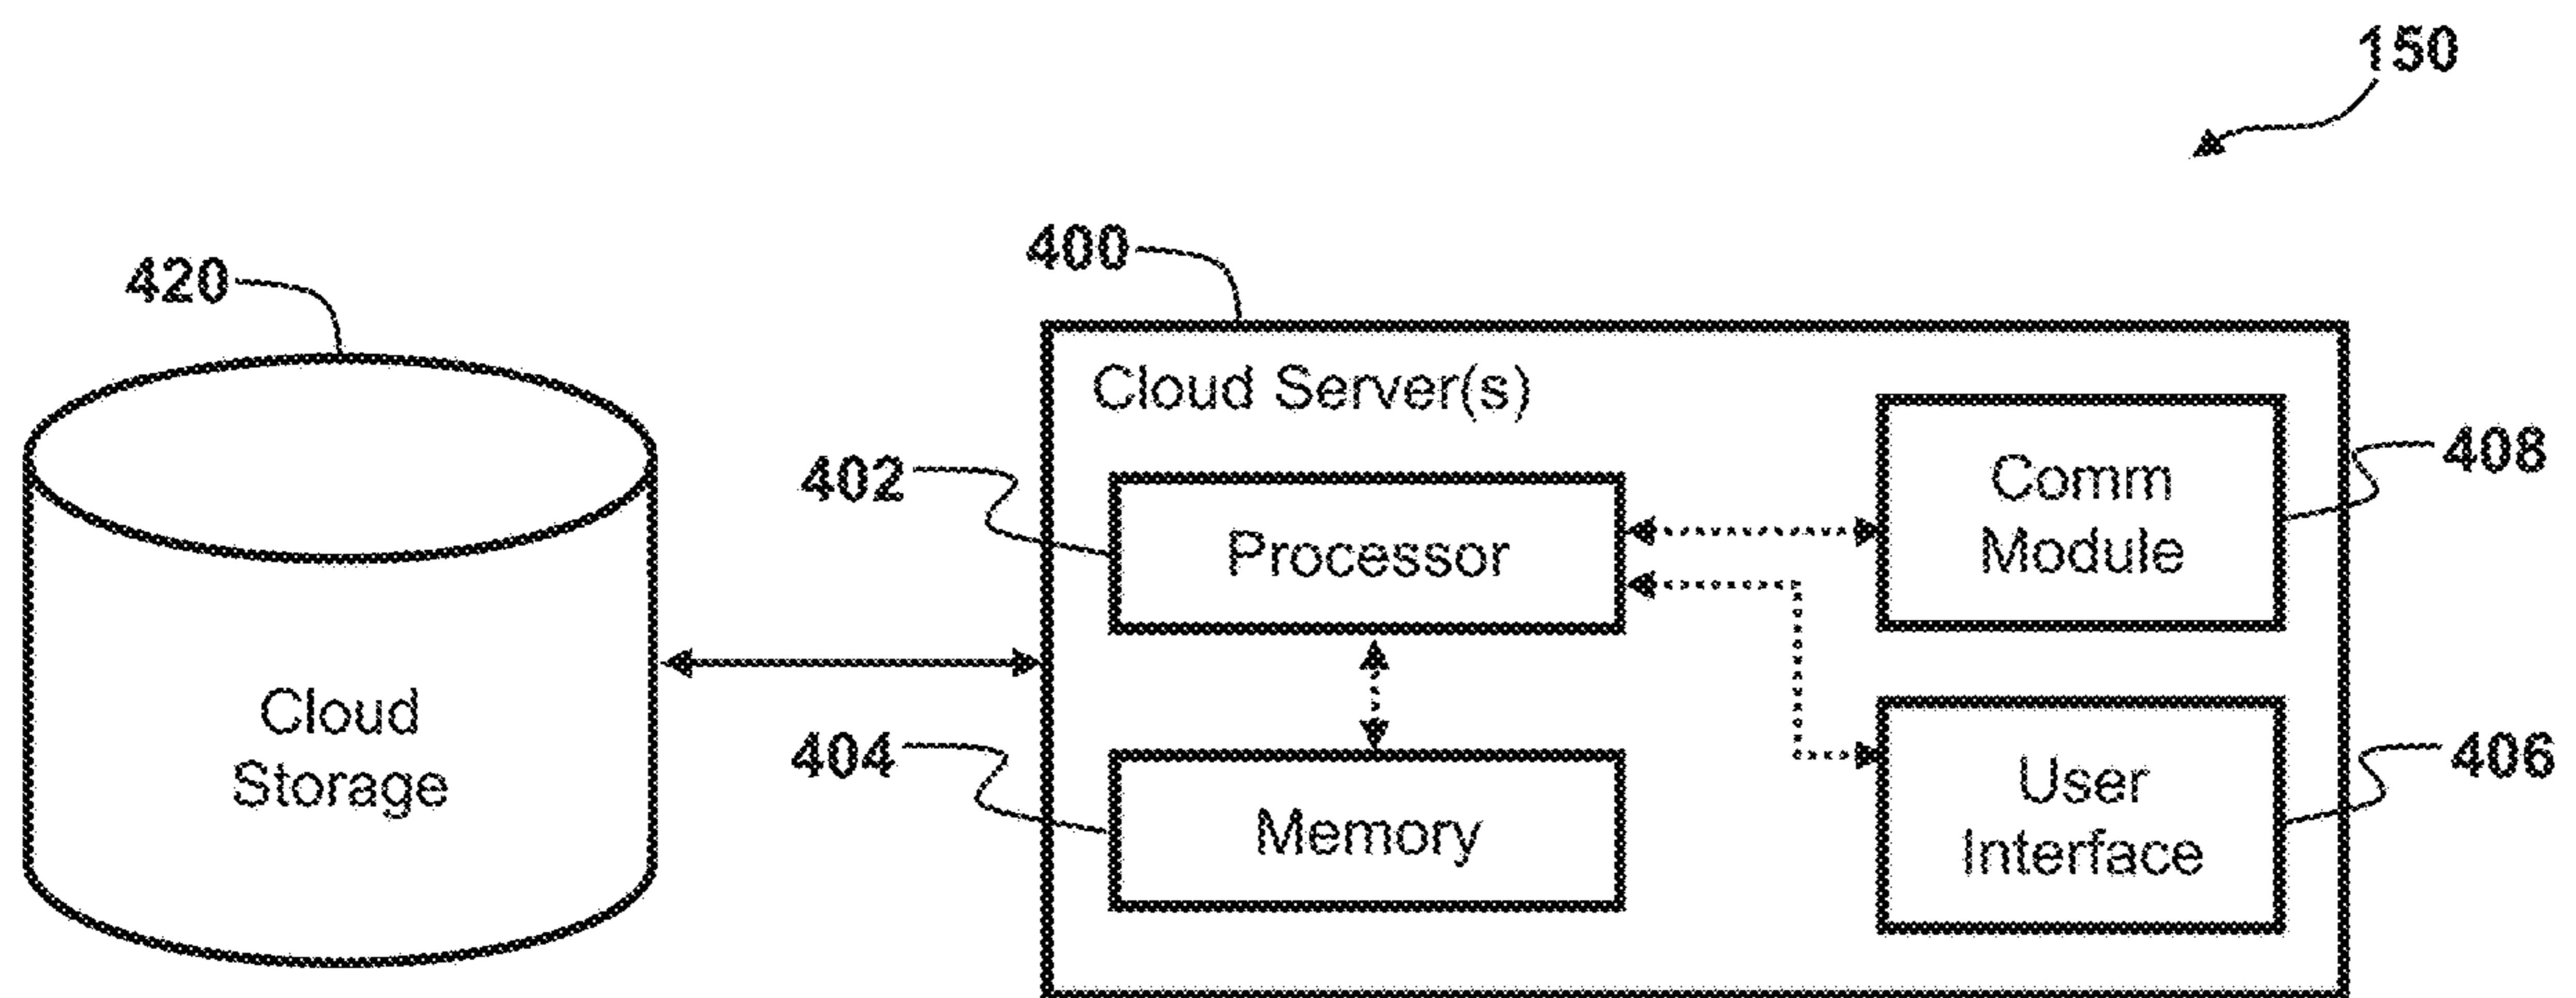 150
400
420
Cloud Server(s)
408
Comm
Module
402
Processor
Cloud
Storage
404
Memory
406
User
Interface